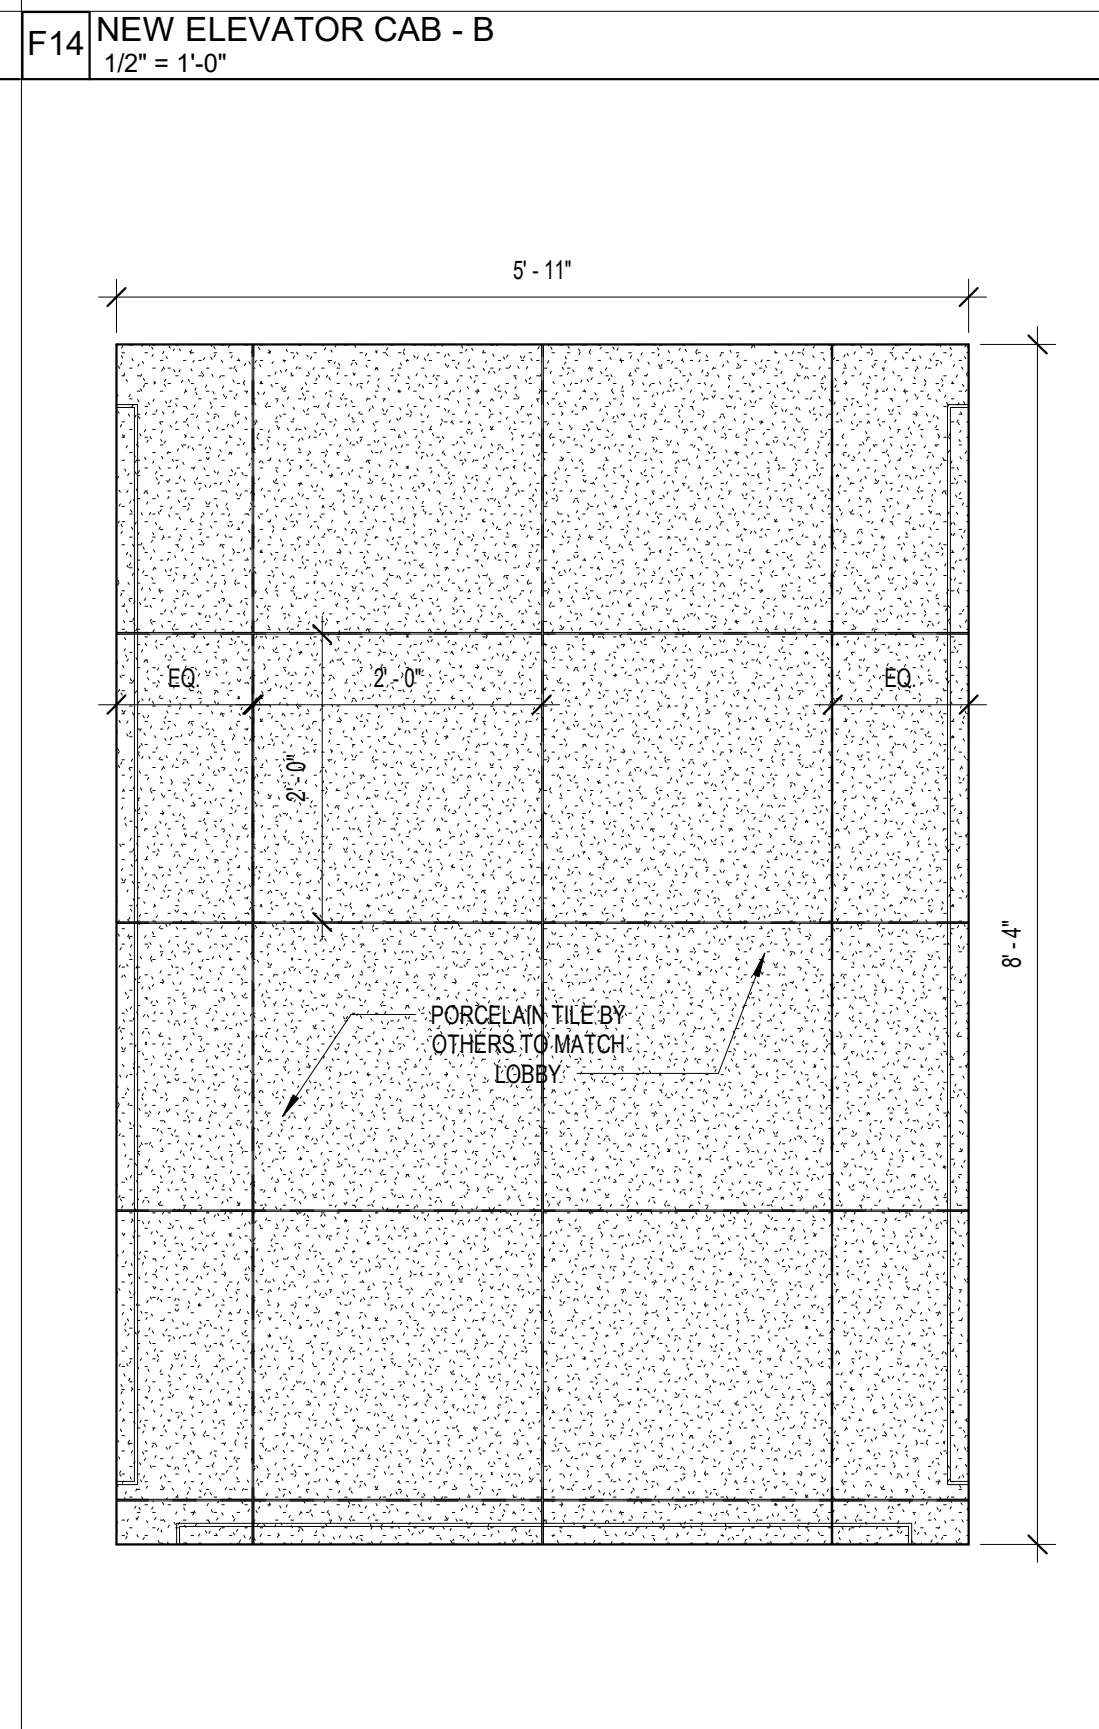 F14
NEW ELEVATOR CAB - B
1/2" = 1'-0"
5' - 11"
EQ.
2' - 0"
EQ.
2' - 0"
8' - 4"
PORCELAIN TILE BY
OTHERS TO MATCH
LOBBY.